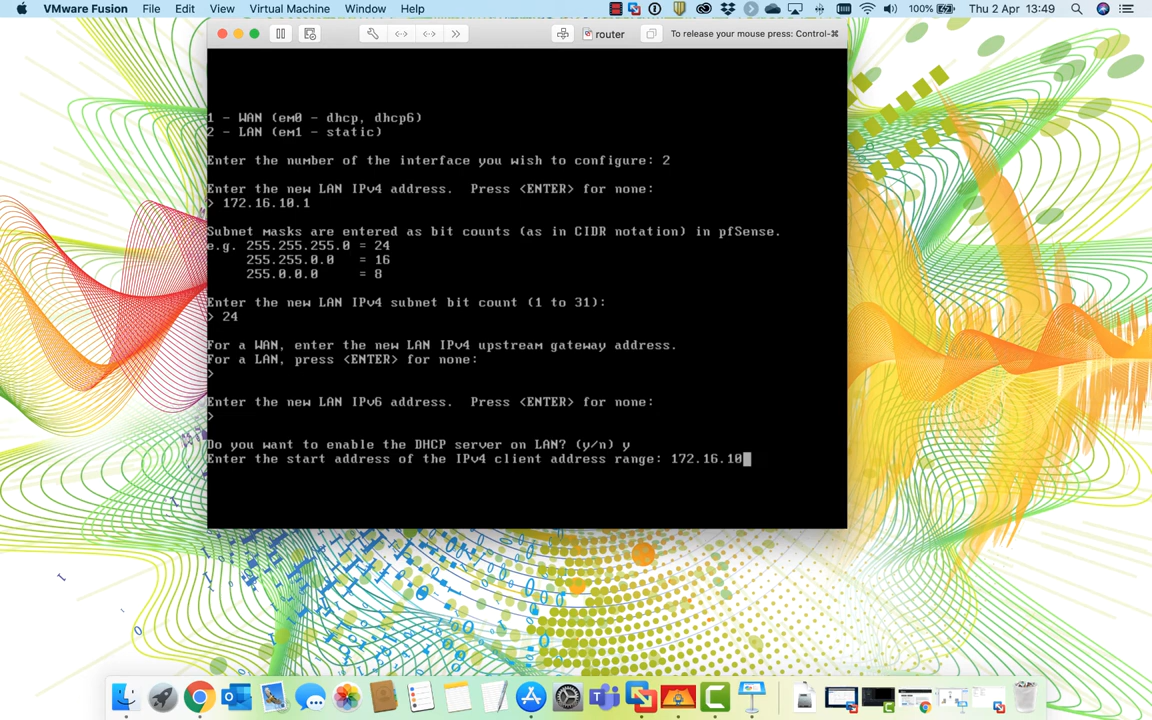 VMware Fusion File Edit View Virtual Machine Window Help 100% Thu 2 Apr 13:49
router To release your mouse press: Control-⌘
1 - WAN (em0 - dhcp, dhcp6)
2 - LAN (em1 - static)
Enter the number of the interface you wish to configure: 2
Enter the new LAN IPv4 address.  Press <ENTER> for none:
> 172.16.10.1
Subnet masks are entered as bit counts (as in CIDR notation) in pfSense.
e.g. 255.255.255.0 = 24
255.255.0.0 = 16
255.0.0.0 = 8
Enter the new LAN IPv4 subnet bit count (1 to 31):
> 24
For a WAN, enter the new LAN IPv4 upstream gateway address.
For a LAN, press <ENTER> for none:
>
Enter the new LAN IPv6 address.  Press <ENTER> for none:
>
Do you want to enable the DHCP server on LAN? (y/n) y
Enter the start address of the IPv4 client address range: 172.16.10